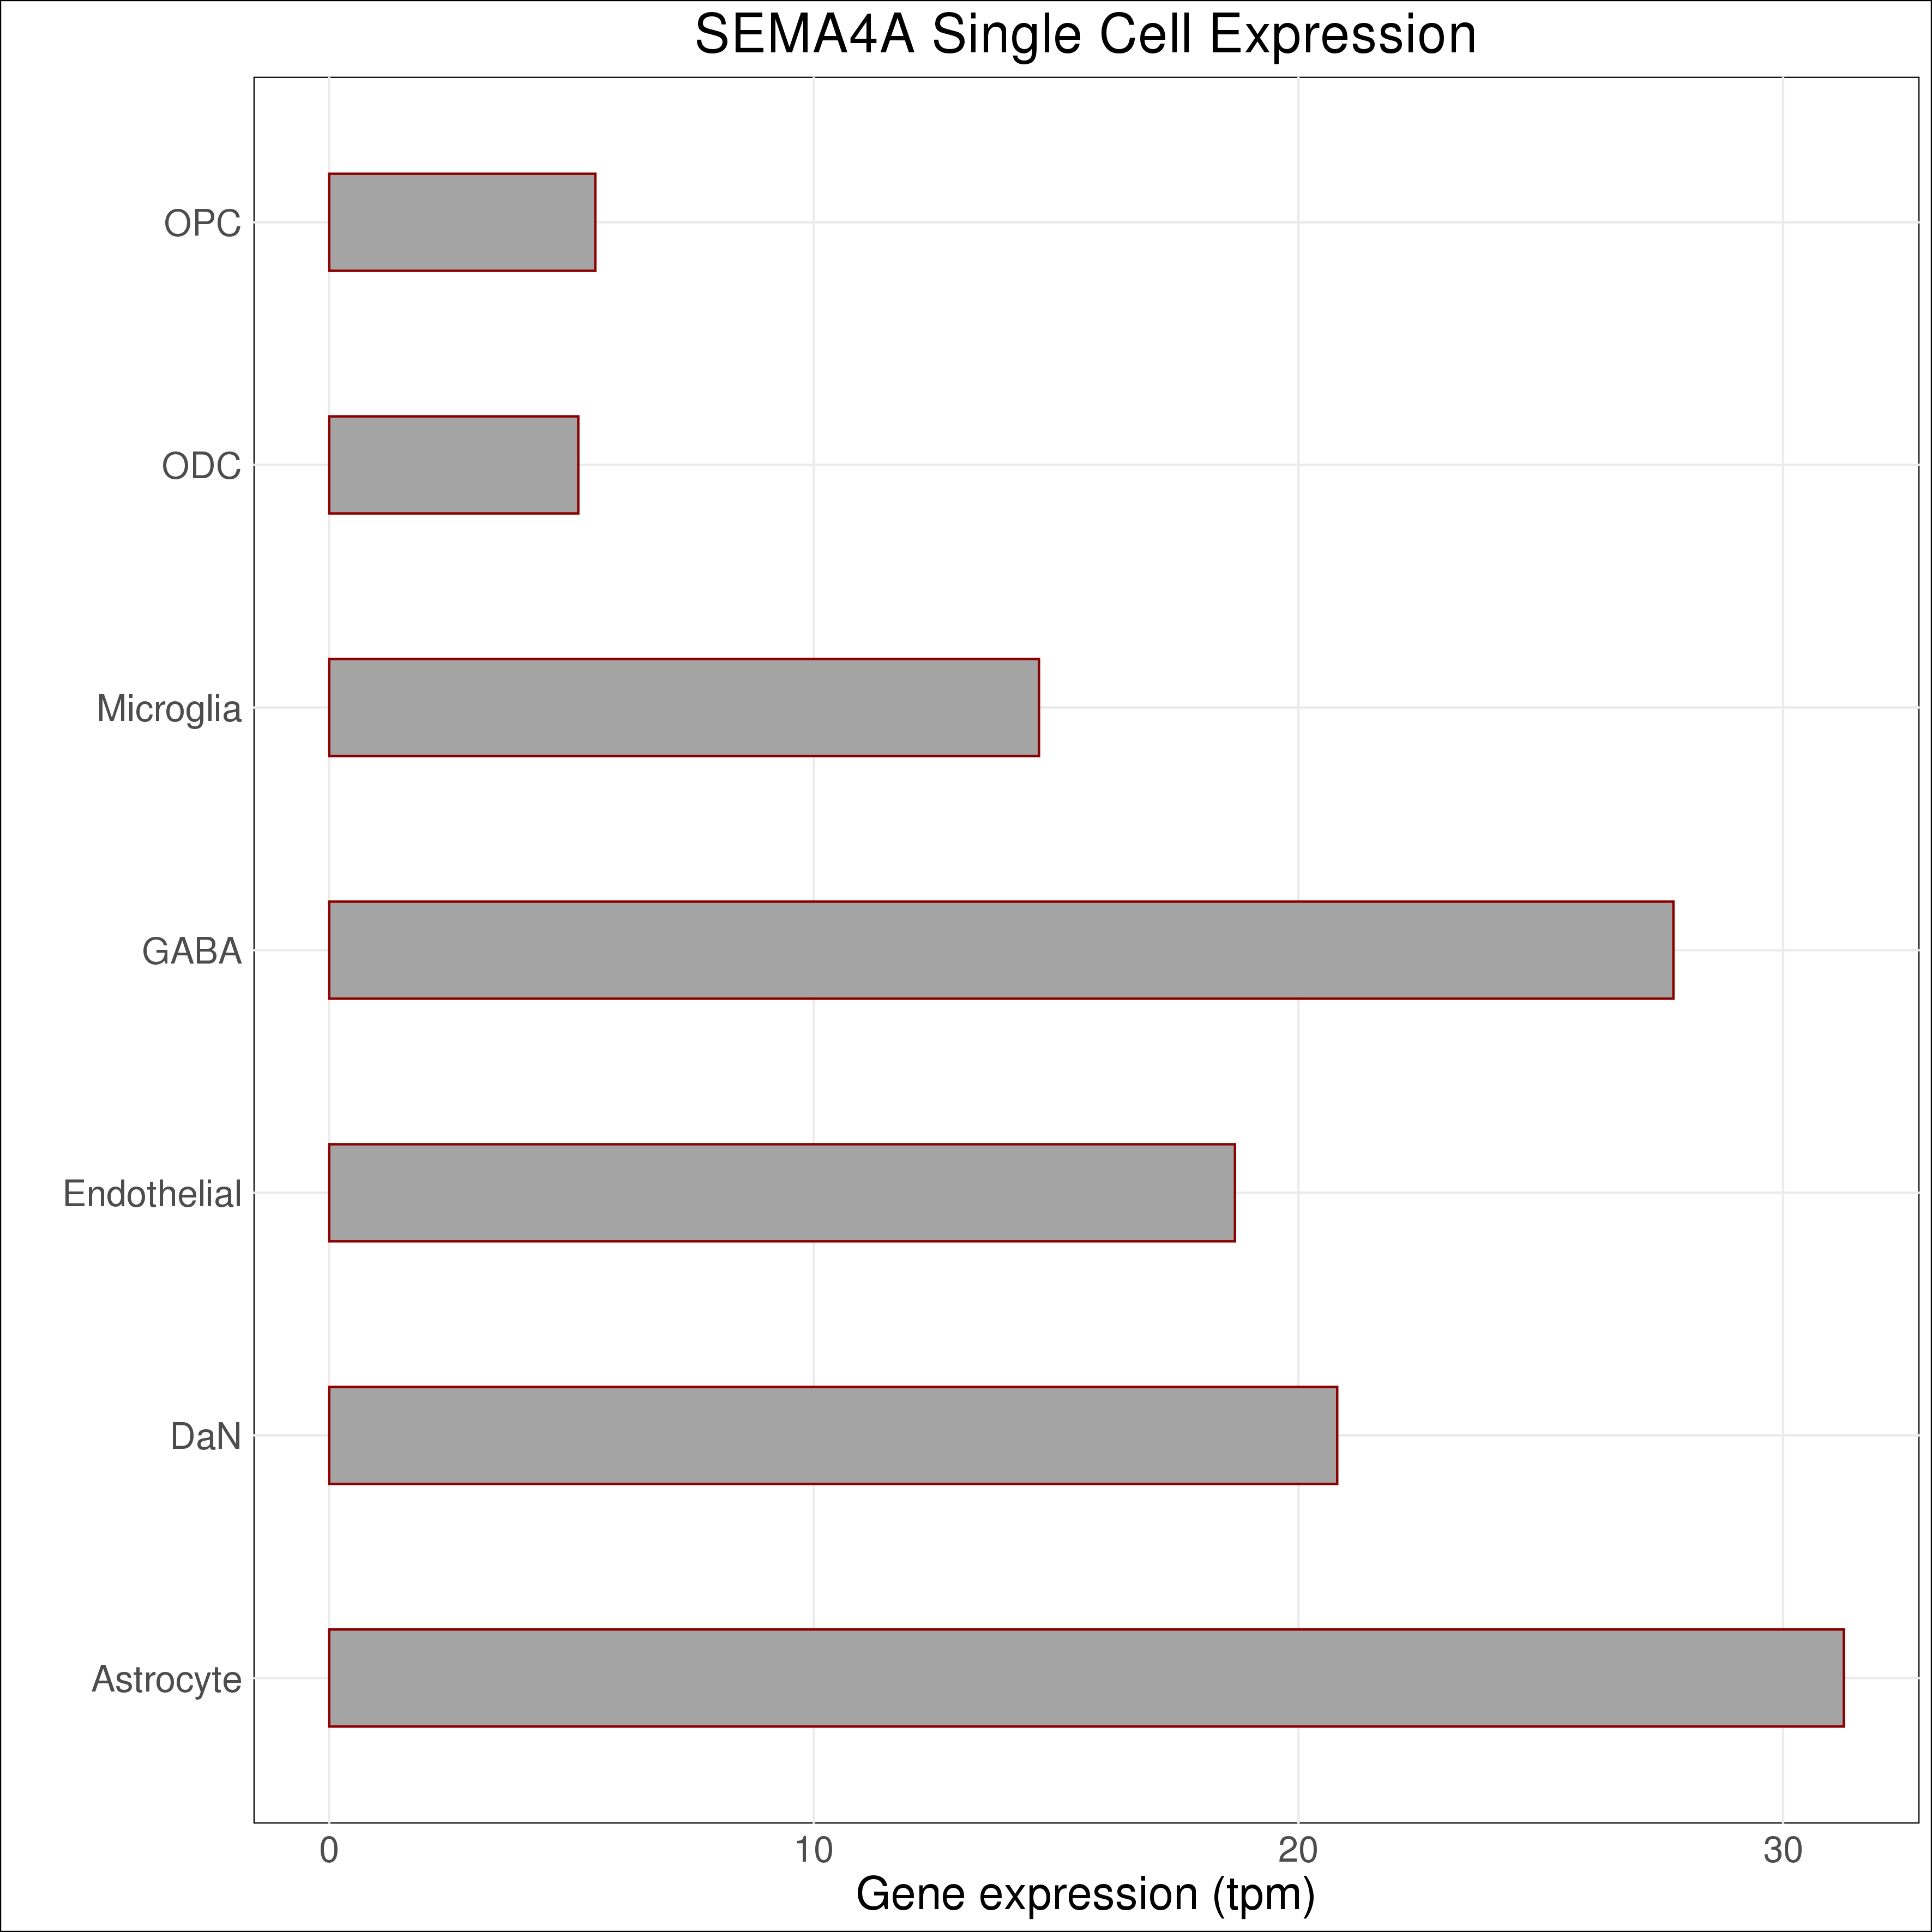 SEMA4A Single Cell Expression
OPC
ODC
Microglia
GABA
Endothelial
DaN
Astrocyte
0 10 20 30
Gene expression (tpm)